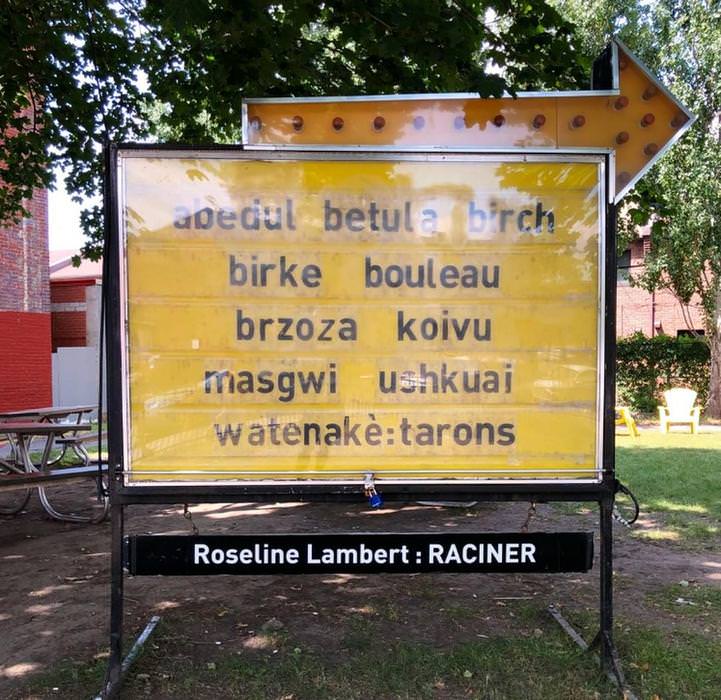 abedul betula birch
birke bouleau
brzoza koivu
masgwi ushkuai
watenakè:tarons
Roseline Lambert : RACINER